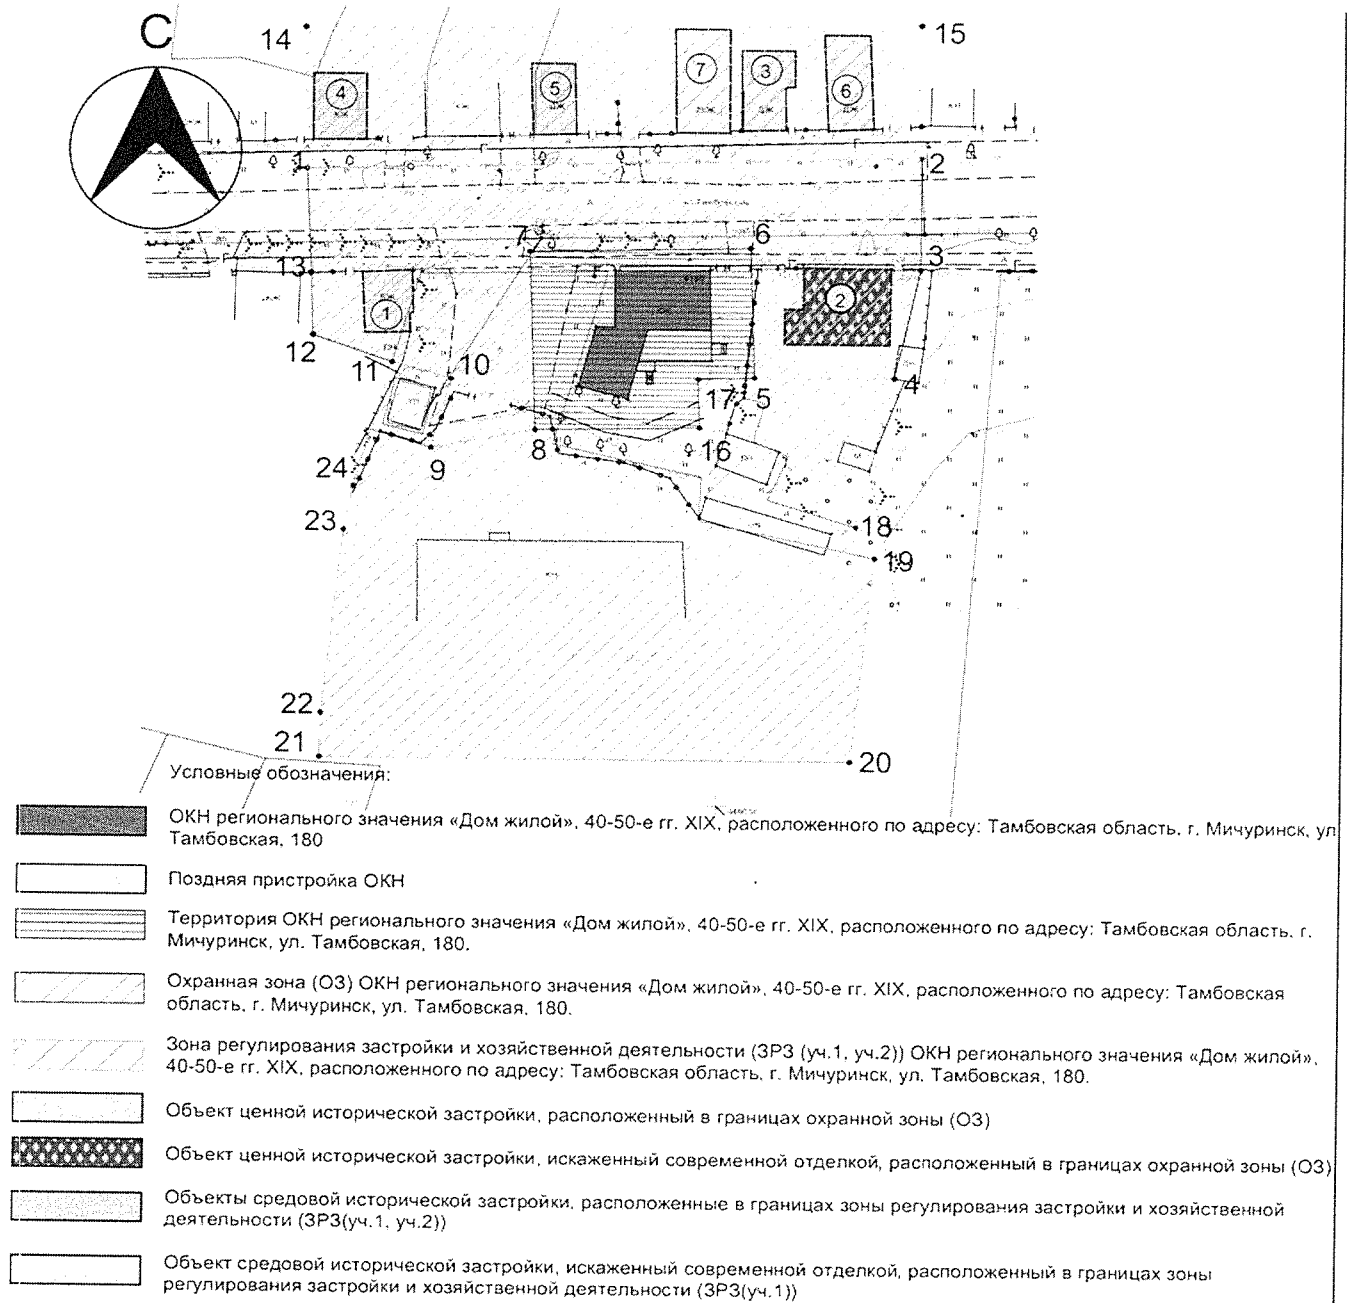 С
14
15
4
5
7
3
6
2
7
6
13
3
1
2
12
11
10
17
5
4
8
16
9
24
23
18
19
22
21
20
Условные обозначения:
ОКН регионального значения «Дом жилой», 40-50-е гг. XIX, расположенного по адресу: Тамбовская область, г. Мичуринск, ул
Тамбовская, 180
Поздняя пристройка ОКН
Территория ОКН регионального значения «Дом жилой», 40-50-е гг. XIX, расположенного по адресу: Тамбовская область, г.
Мичуринск, ул. Тамбовская, 180.
Охранная зона (ОЗ) ОКН регионального значения «Дом жилой», 40-50-е гг. XIX, расположенного по адресу: Тамбовская
область, г. Мичуринск, ул. Тамбовская, 180.
Зона регулирования застройки и хозяйственной деятельности (ЗРЗ (уч.1, уч.2)) ОКН регионального значения «Дом жилой»,
40-50-е гг. XIX, расположенного по адресу: Тамбовская область, г. Мичуринск, ул. Тамбовская, 180.
Объект ценной исторической застройки, расположенный в границах охранной зоны (ОЗ)
Объект ценной исторической застройки, искаженный современной отделкой, расположенный в границах охранной зоны (ОЗ)
Объекты средовой исторической застройки, расположенные в границах зоны регулирования застройки и хозяйственной
деятельности (ЗРЗ(уч.1, уч.2))
Объект средовой исторической застройки, искаженный современной отделкой, расположенный в границах зоны
регулирования застройки и хозяйственной деятельности (ЗРЗ(уч.1))